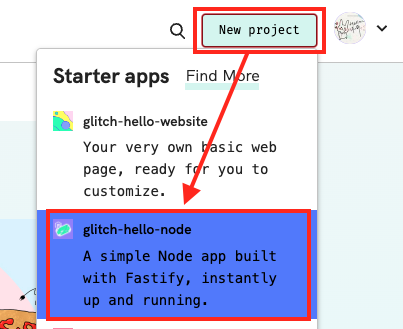 New project
Starter apps Find More
glitch-hello-website
Your very own basic web
page, ready for you to
customize.
glitch-hello-node
A simple Node app built
with Fastify, instantly
up and running.